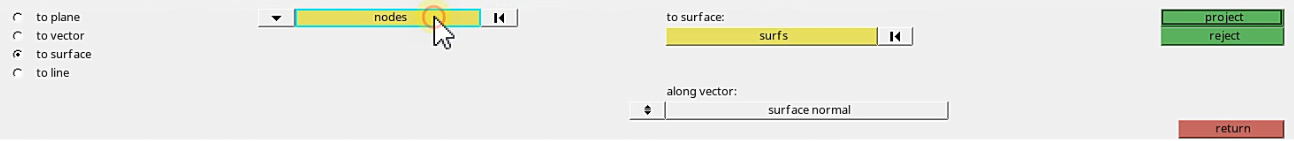 to plane
nodes
to surface:
project
to vector
surfs
reject
to surface
to line
along vector:
surface normal
return